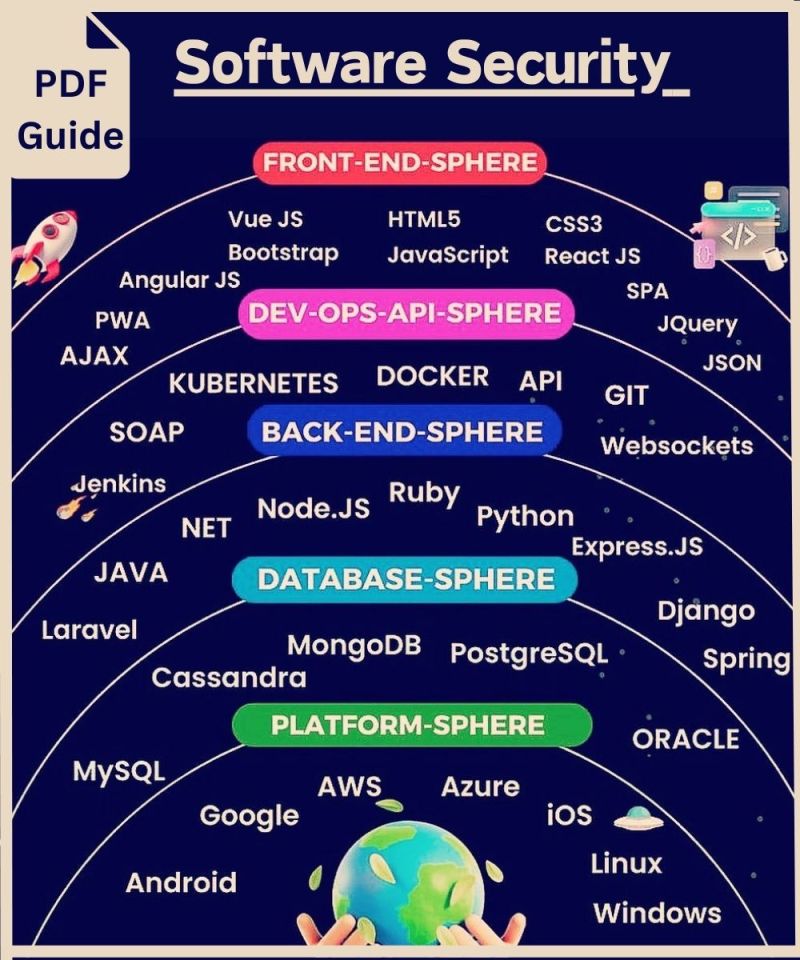 PDF
Guide
Software Security_
FRONT-END-SPHERE
Vue JS HTML5 CSS3
Bootstrap JavaScript React JS
Angular JS SPA
PWA JQuery
AJAX JSON
DEV-OPS-API-SPHERE
KUBERNETES DOCKER API GIT
SOAP Websockets
Jenkins
BACK-END-SPHERE
NET Node.JS Ruby Python
Express.JS
JAVA Django
Laravel Spring
DATABASE-SPHERE
MongoDB PostgreSQL
Cassandra
MySQL ORACLE
PLATFORM-SPHERE
AWS Azure
Google iOS
Android Linux
Windows